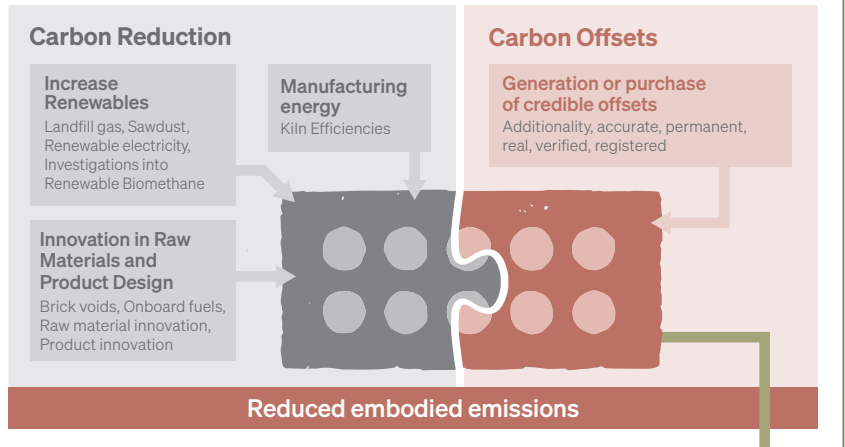 Carbon Reduction
Increase
Renewables
Landfill gas, Sawdust,
Renewable electricity,
Investigations into
Renewable Biomethane
Manufacturing
energy
Kiln Efficiencies
Innovation in Raw
Materials and
Product Design
Brick voids, Onboard fuels,
Raw material innovation,
Product innovation
Carbon Offsets
Generation or purchase
of credible offsets
Additionality, accurate, permanent,
real, verified, registered
Reduced embodied emissions